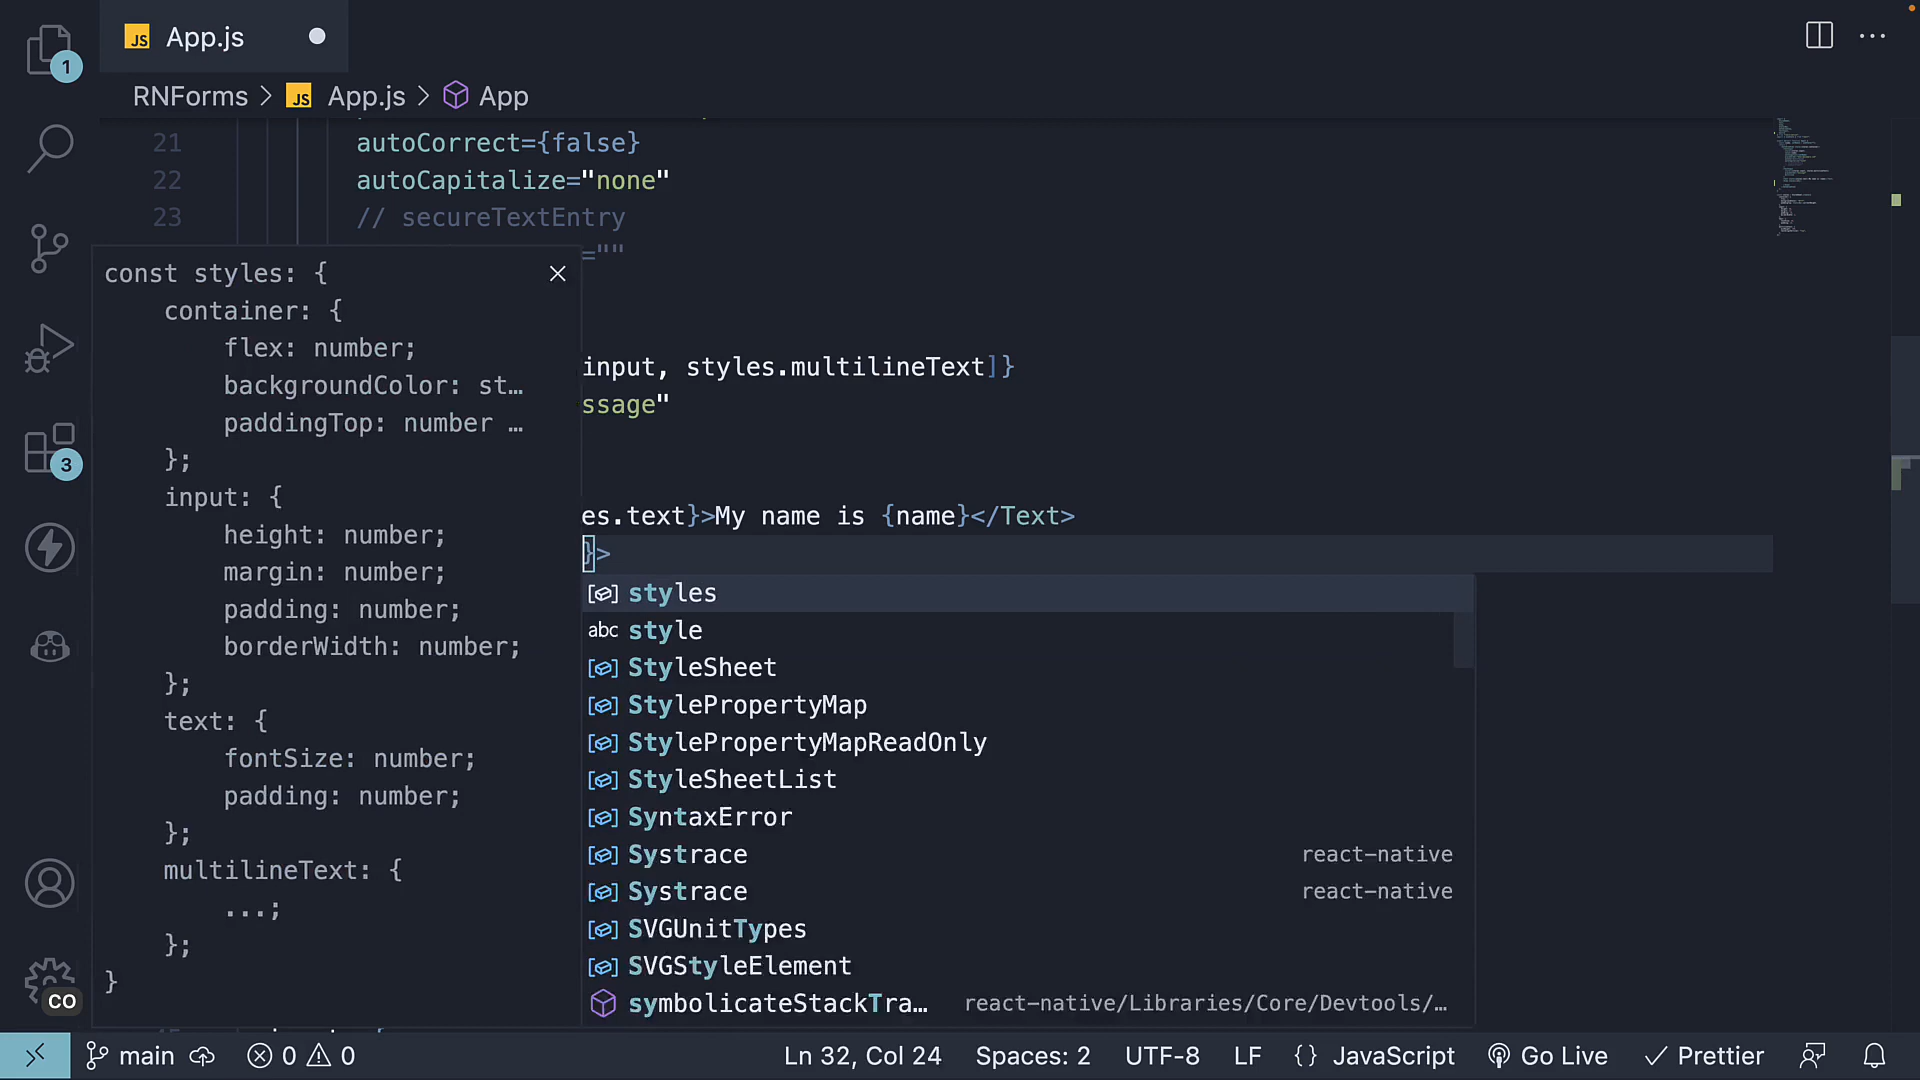 JS App.js
1
RNForms > JS App.js > App
21 autoCorrect={false}
22 autoCapitalize="none"
23 // secureTextEntry
=""
const styles: {
container: {
flex: number;
backgroundColor: st…
paddingTop: number …
};
input: {
height: number;
margin: number;
padding: number;
borderWidth: number;
};
text: {
fontSize: number;
padding: number;
};
multilineText: {
...;
};
}
input, styles.multilineText]}
ssage"
es.text}>My name is {name}</Text>
}>
styles
abc style
StyleSheet
StylePropertyMap
StylePropertyMapReadOnly
StyleSheetList
SyntaxError
Systrace react-native
Systrace react-native
SVGUnitTypes
SVGStyleElement
symbolicateStackTra… react-native/Libraries/Core/Devtools/…
3
CO
main 0 0 Ln 32, Col 24 Spaces: 2 UTF-8 LF {} JavaScript Go Live Prettier